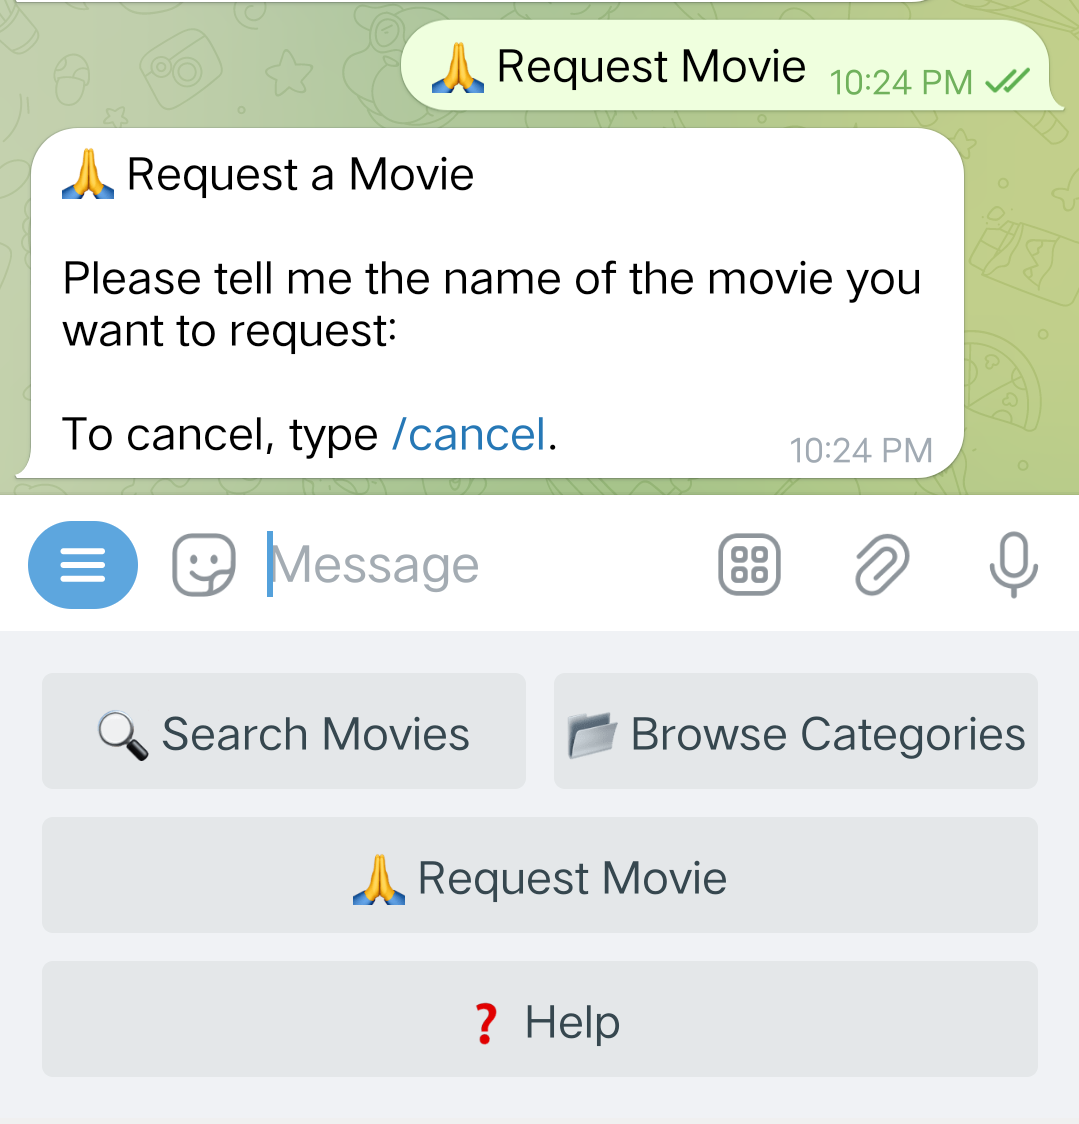 🙏 Request Movie 10:24 PM
🙏 Request a Movie
Please tell me the name of the movie you
want to request:
To cancel, type /cancel.
10:24 PM
Message
🔍 Search Movies
📂 Browse Categories
🙏 Request Movie
❓ Help